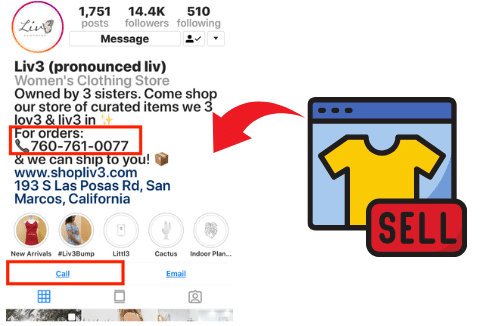 1,751 14.4K 510
posts followers following
Liv
Message
Liv3 (pronounced liv)
Women's Clothing Store
Owned by 3 sisters. Come shop
our store of curated items we 3
lov3 & liv3 in ✨
For orders:
📞760-761-0077
& we can ship to you! 📦
www.shopliv3.com
193 S Las Posas Rd, San
Marcos, California
New Arrivals #Liv3Bump Littl3 Cactus Indoor Plan...
Call Email
SELL